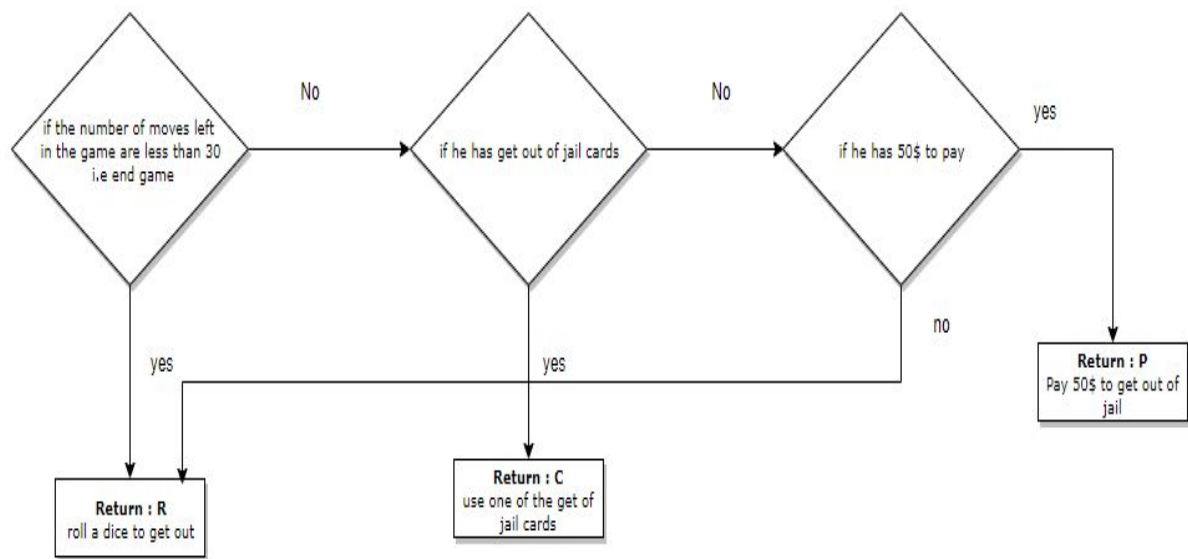 No
No
yes
if the number of moves left
in the game are less than 30
i.e end game
if he has get out of jail cards
if he has 50$ to pay
no
yes
yes
Return : P
Pay 50$ to get out of
jail
Return : C
use one of the get of
jail cards
Return : R
roll a dice to get out